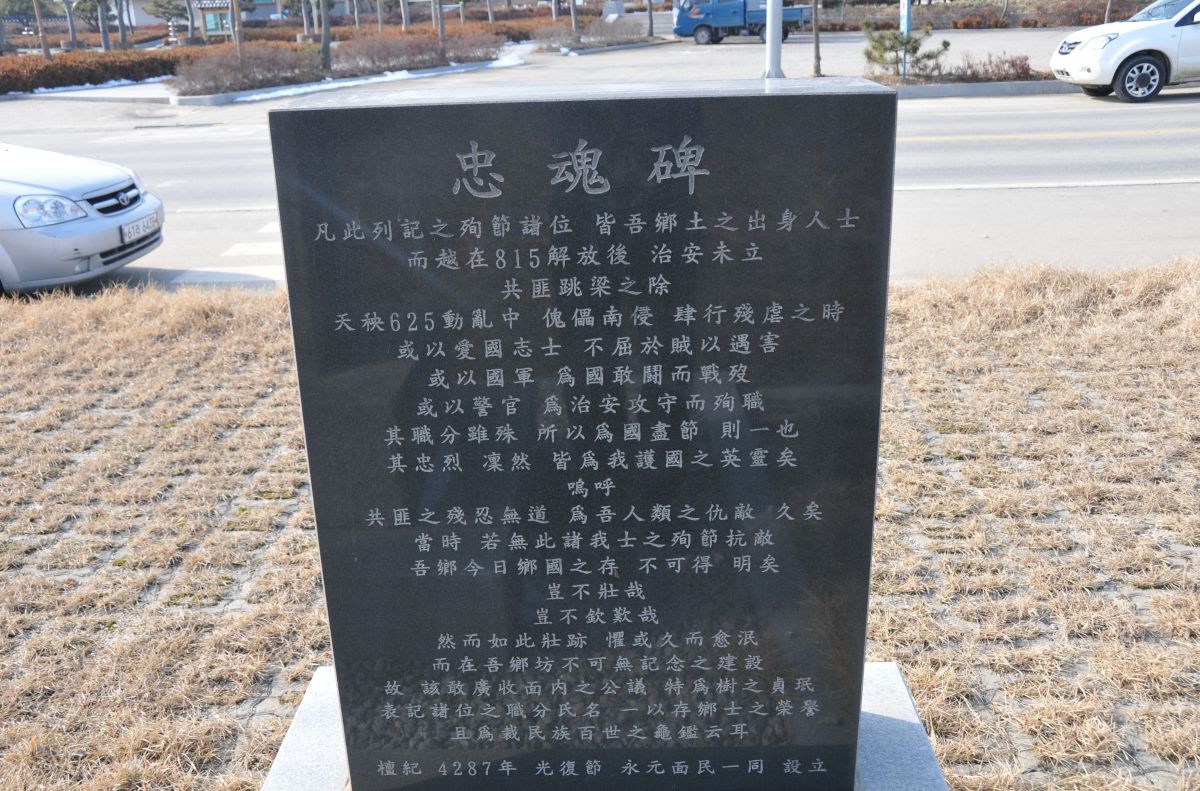 忠魂碑
凡此列記之殉節諸位 皆吾鄉土之出身人士
而越在815解放後 治安未立
共匪跳梁之除
天秧625動亂中 傀儡南侵 肆行殘虐之時
或以愛國志士 不屈於賊以遇害
或以國軍 爲國敢鬪而戰歿
或以警官 爲治安攻守而殉職
其職分雖殊 所以爲國盡節 則一也
其忠烈 凜然 皆爲我護國之英靈矣
嗚呼
共匪之殘忍無道 爲吾人類之仇敵 久矣
當時 若無此諸我士之殉節抗敵
吾鄉今日鄉國之存 不可得 明矣
豈不壯哉
豈不欽歎哉
然而如此壯跡 懼或久而愈泯
而在吾鄉坊不可無記念之建設
故 該敢廣收面內之公議 特爲樹之貞珉
表記諸位之職分氏名 一以存鄉士之榮譽
且爲裁民族百世之龜鑑云耳
檀紀 4287年 光復節 永元面民一同 設立